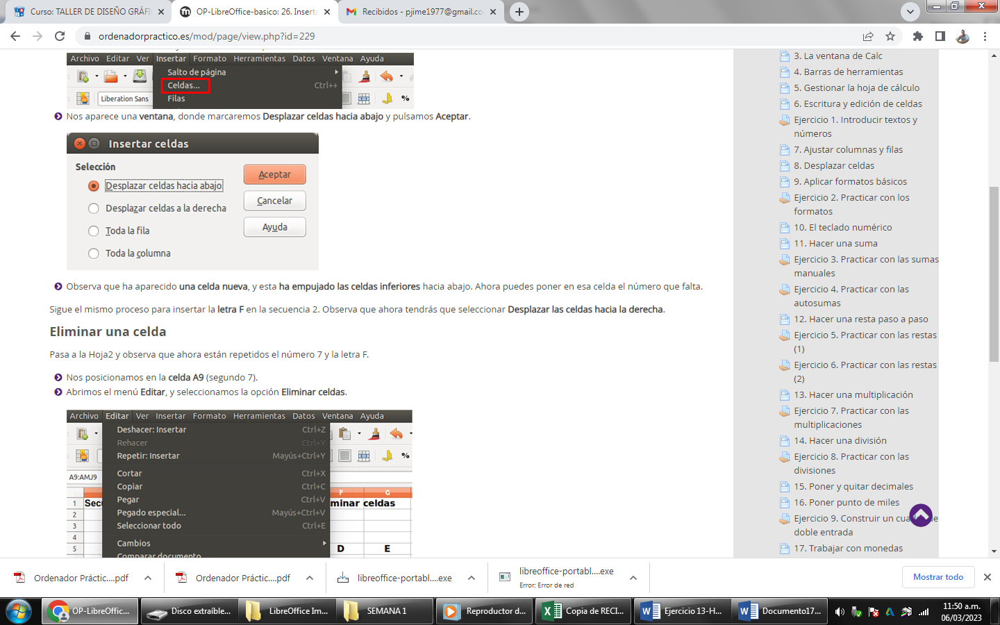 Curso: TALLER DE DISEÑO GRÁFI
OP-LibreOffice-basico: 26. Inserta
Recibidos - pjime1977@gmail.co
ordenadorpractico.es/mod/page/view.php?id=229
Archivo Editar Ver Insertar Formato Herramientas Datos Ventana Ayuda
Salto de página
Celdas... Ctrl++
Liberation Sans
Filas
%
Nos aparece una ventana, donde marcaremos Desplazar celdas hacia abajo y pulsamos Aceptar.
Insertar celdas
Selección
Desplazar celdas hacia abajo
Desplazar celdas a la derecha
Toda la fila
Toda la columna
Aceptar
Cancelar
Ayuda
Observa que ha aparecido una celda nueva, y esta ha empujado las celdas inferiores hacia abajo. Ahora puedes poner en esa celda el número que falta.
Sigue el mismo proceso para insertar la letra F en la secuencia 2. Observa que ahora tendrás que seleccionar Desplazar las celdas hacia la derecha.
Eliminar una celda
Pasa a la Hoja2 y observa que ahora están repetidos el número 7 y la letra F.
Nos posicionamos en la celda A9 (segundo 7).
Abrimos el menú Editar, y seleccionamos la opción Eliminar celdas.
Archivo Editar Ver Insertar Formato Herramientas Datos Ventana Ayuda
Deshacer: Insertar Ctrl+Z
Rehacer Ctrl+Y
Repetir: Insertar Mayús+Ctrl+Y
Cortar Ctrl+X
Copiar Ctrl+C
Pegar Ctrl+V
Pegado especial... Mayús+Ctrl+V
Seleccionar todo Ctrl+E
Cambios
Comparar documento
%
A9:AMJ9
F G
1 Secu minar celdas
2
3
4
5 D E
3. La ventana de Calc
4. Barras de herramientas
5. Gestionar la hoja de cálculo
6. Escritura y edición de celdas
Ejercicio 1. Introducir textos y
números
7. Ajustar columnas y filas
8. Desplazar celdas
9. Aplicar formatos básicos
Ejercicio 2. Practicar con los
formatos
10. El teclado numérico
11. Hacer una suma
Ejercicio 3. Practicar con las sumas
manuales
Ejercicio 4. Practicar con las
autosumas
12. Hacer una resta paso a paso
Ejercicio 5. Practicar con las restas
(1)
Ejercicio 6. Practicar con las restas
(2)
13. Hacer una multiplicación
Ejercicio 7. Practicar con las
multiplicaciones
14. Hacer una división
Ejercicio 8. Practicar con las
divisiones
15. Poner y quitar decimales
16. Poner punto de miles
Ejercicio 9. Construir un cua de
doble entrada
17. Trabajar con monedas
Ordenador Práctic....pdf
Ordenador Práctic....pdf
libreoffice-portabl....exe
libreoffice-portabl....exe
Error: Error de red
Mostrar todo
OP-LibreOffic...
Disco extraíble...
LibreOffice Im...
SEMANA 1
Reproductor d...
Copia de RECI...
Ejercicio 13-H...
Documento17...
11:50 a.m.
06/03/2023